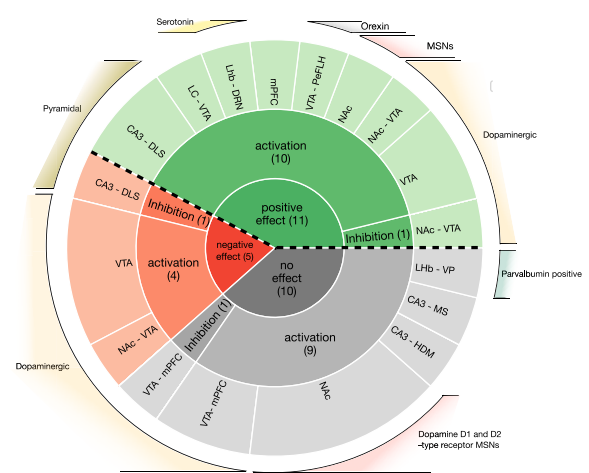 Serotonin
Orexin
MSNs
Pyramidal
Dopaminergic
Parvalbumin positive
Dopamine D1 and D2
-type receptor MSNs
Dopaminergic
CA3 - DLS
LC - VTA
Lhb - DRN
mPFC
VTA - PeFLH
NAc
NAc - VTA
VTA
NAc - VTA
LHb - VP
CA3 - MS
CA3 - HDM
NAc
VTA- mPFC
VTA - mPFC
NAc - VTA
VTA
CA3 - DLS
activation
(10)
Inhibition (1)
positive
effect (11)
Inhibition (1)
activation
(4)
negative
effect (5)
no
effect
(10)
Inhibition (1)
activation
(9)